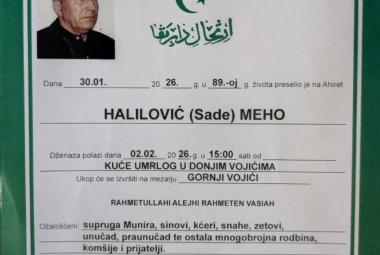 Dana 30.01. 20 26. g. u 89.-oj g. života preselio je na Ahiret
HALILOVIĆ (Sade) MEHO
Dženaza polazi dana 02.02. 20 26. g. u 15:00 sati od
KUĆE UMRLOG U DONJIM VOJIĆIMA
Ukop će se izvršiti na mezarju GORNJI VOJIĆI
RAHMETULLAHI ALEJHI RAHMETEN VASIAH
Ožalošćeni: supruga Munira, sinovi, kćeri, snahe, zetovi,
unučad, praunučad te ostala mnogobrojna rodbina,
komšije i prijatelji.